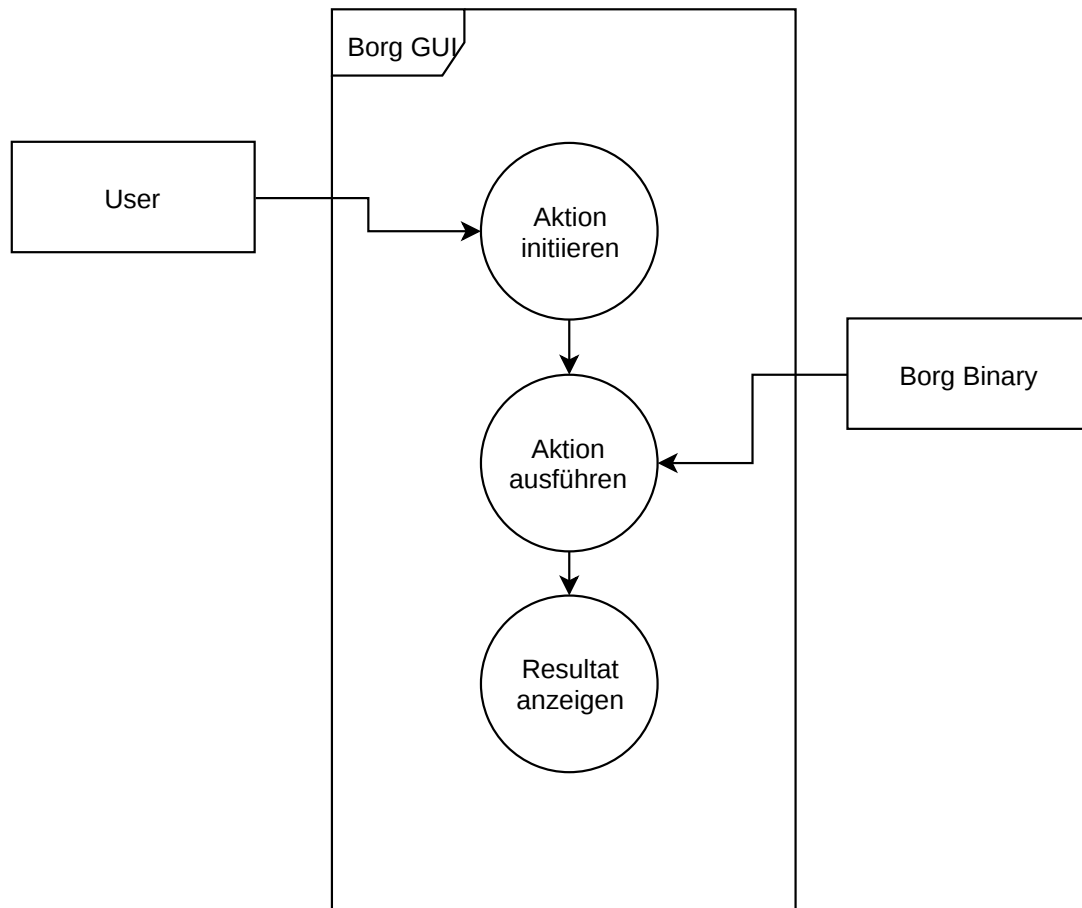 Borg GUI
User
Aktion
initiieren
Borg Binary
Aktion
ausführen
Resultat
anzeigen